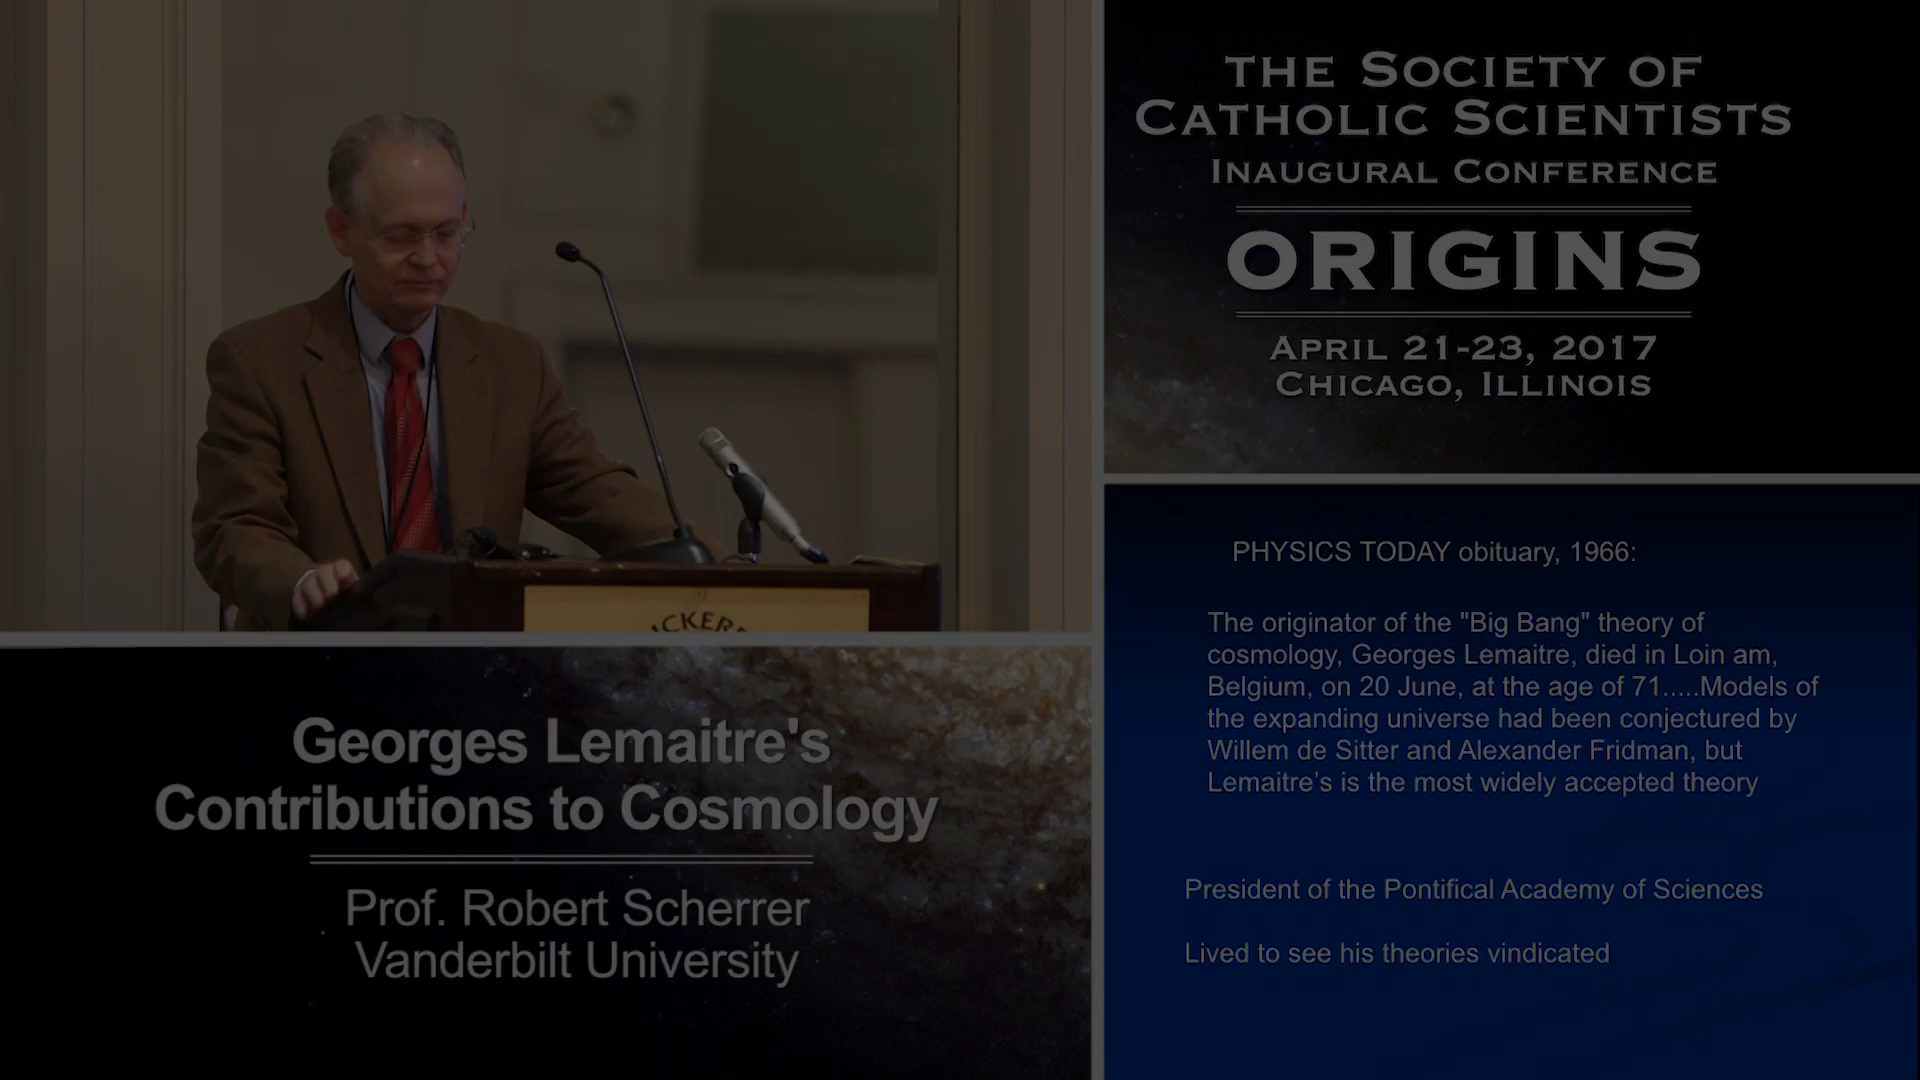 THE SOCIETY OF
CATHOLIC SCIENTISTS
INAUGURAL CONFERENCE
ORIGINS
APRIL 21-23, 2017
CHICAGO, ILLINOIS
ICKER
Georges Lemaitre's
Contributions to Cosmology
Prof. Robert Scherrer
Vanderbilt University
PHYSICS TODAY obituary, 1966:
The originator of the "Big Bang" theory of
cosmology, Georges Lemaitre, died in Loin am,
Belgium, on 20 June, at the age of 71.....Models of
the expanding universe had been conjectured by
Willem de Sitter and Alexander Fridman, but
Lemaitre’s is the most widely accepted theory
President of the Pontifical Academy of Sciences
Lived to see his theories vindicated